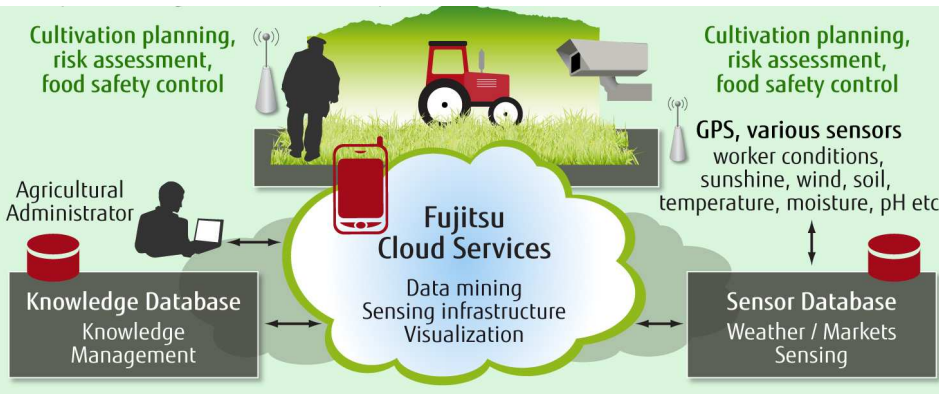 Cultivation planning,
risk assessment,
food safety control
Cultivation planning,
risk assessment,
food safety control
GPS, various sensors
worker conditions,
sunshine, wind, soil,
temperature, moisture, pH etc
Agricultural
Administrator
Fujitsu
Cloud Services
Data mining
Sensing infrastructure
Visualization
Knowledge Database
Knowledge
Management
Sensor Database
Weather / Markets
Sensing